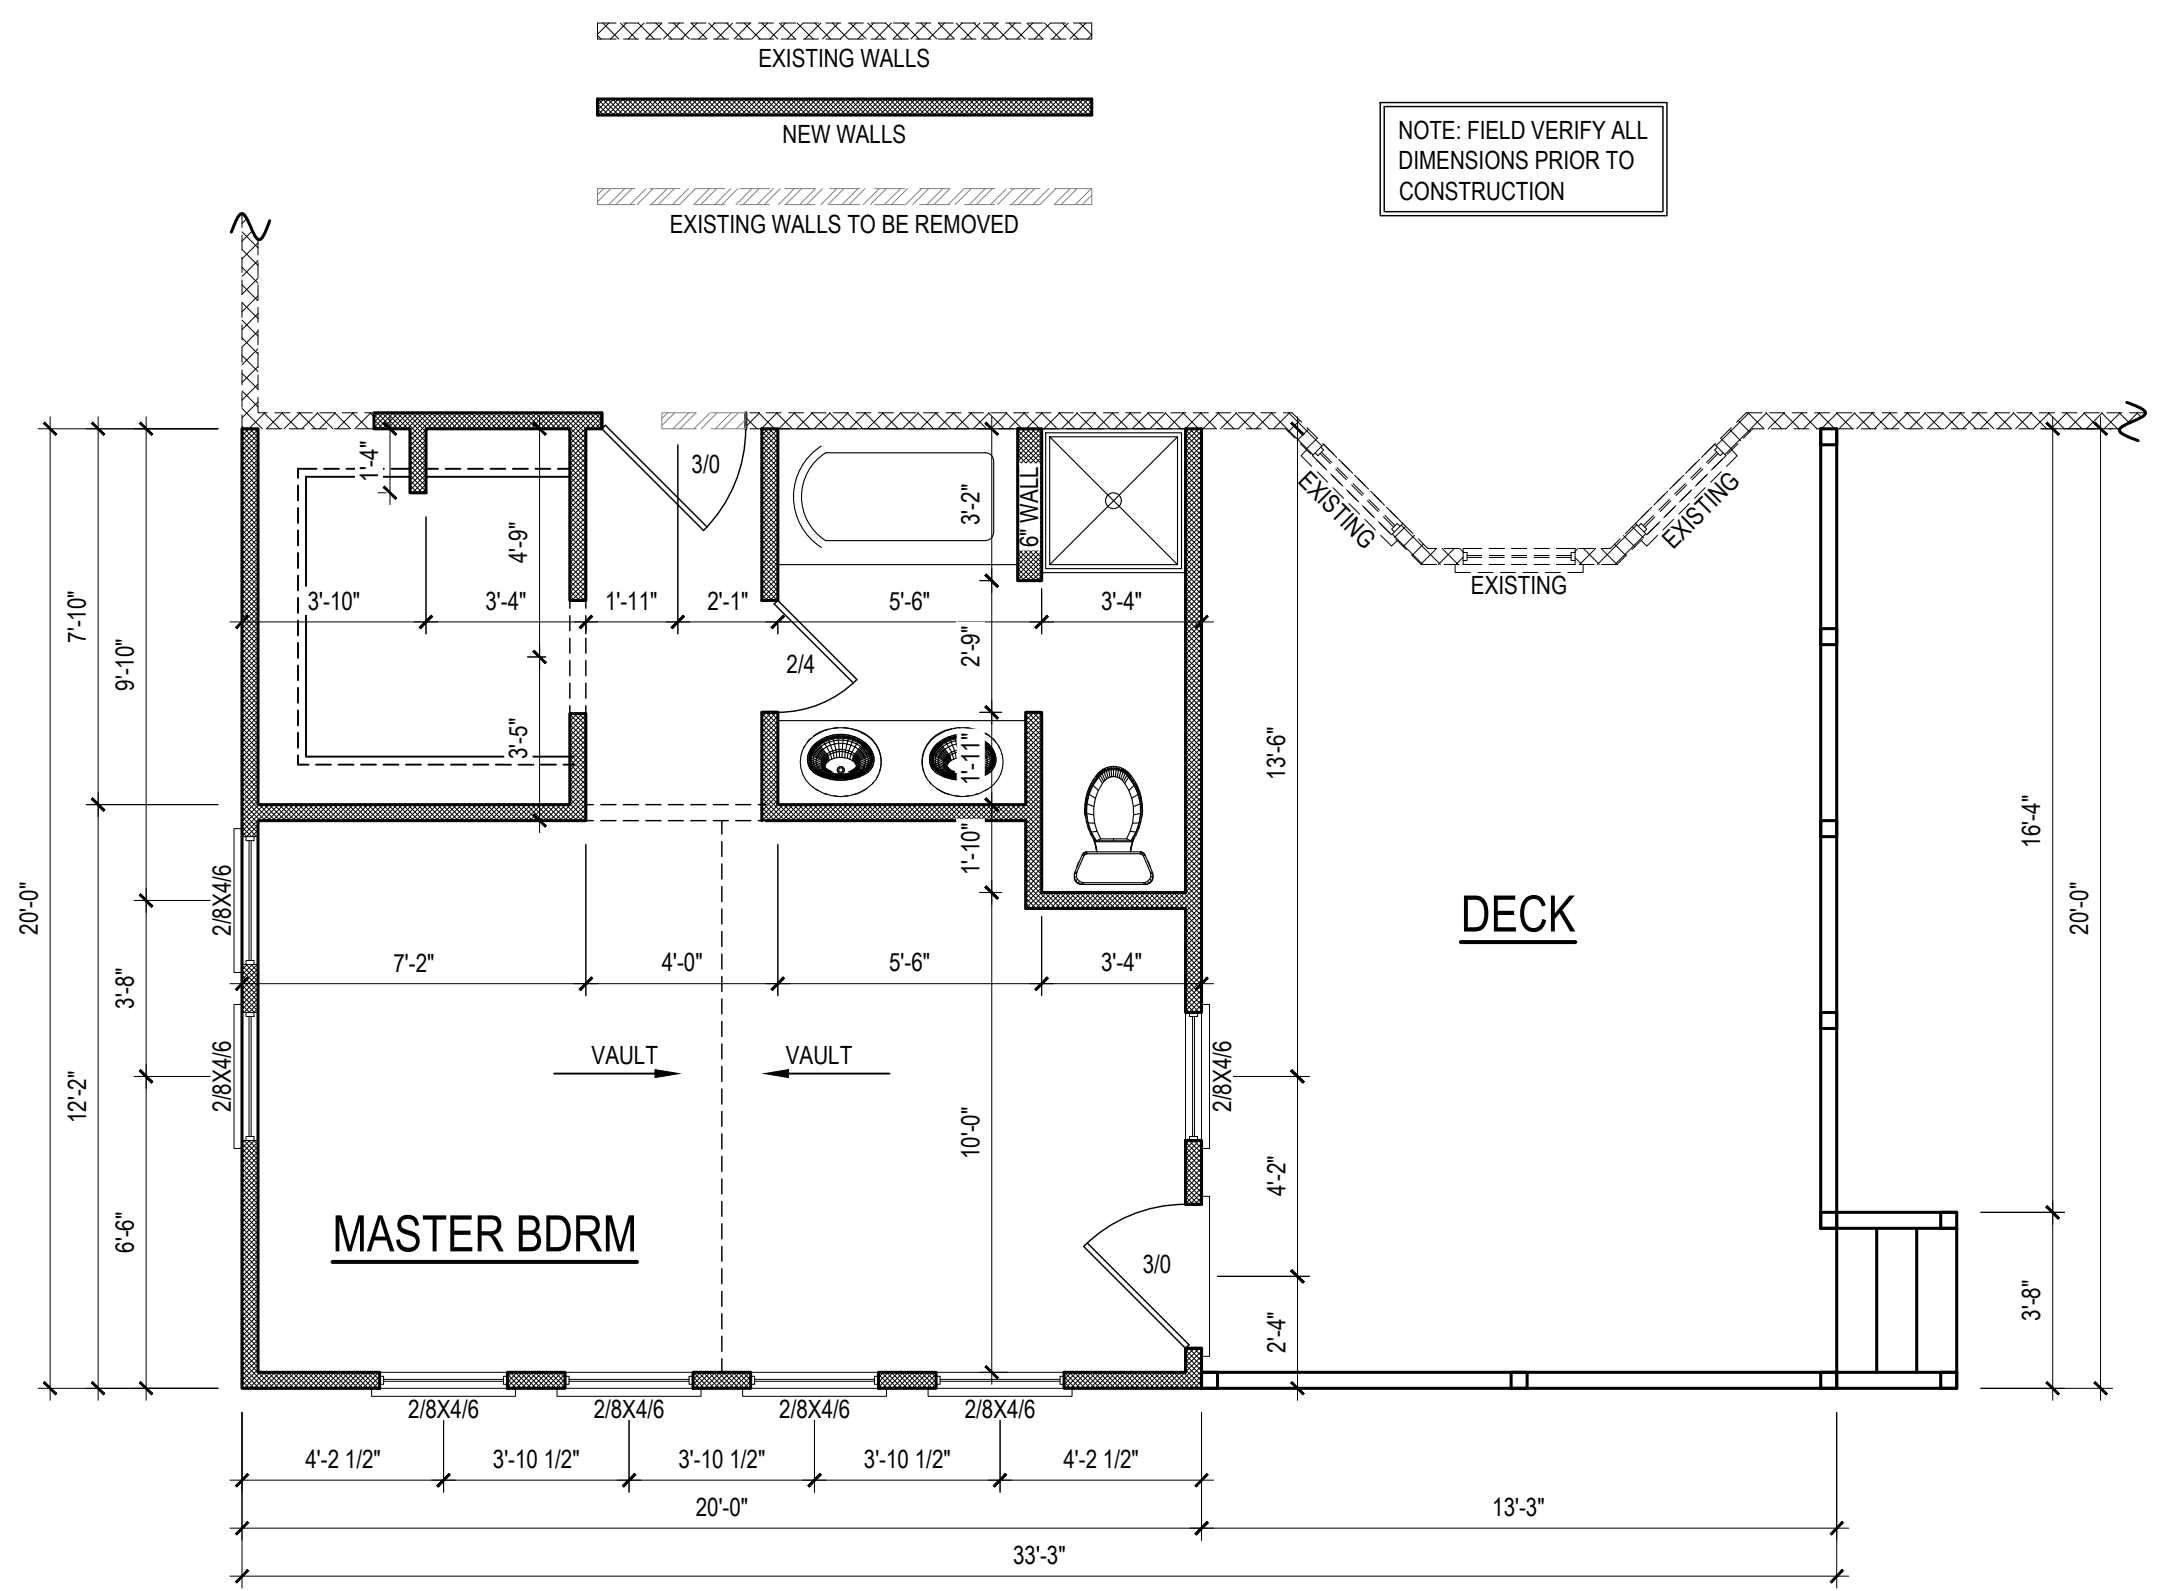 EXISTING WALLS
NEW WALLS
EXISTING WALLS TO BE REMOVED
NOTE: FIELD VERIFY ALL
DIMENSIONS PRIOR TO
CONSTRUCTION
1'-4"
3/0
3'-2"
6" WALL
EXISTING
EXISTING
EXISTING
4'-9"
3'-10"
3'-4"
1'-11"
2'-1"
5'-6"
3'-4"
7'-10"
9'-10"
2/4
2'-9"
3'-5"
1'-11"
13'-6"
1'-10"
16'-4"
20'-0"
2/8X4/6
DECK
20'-0"
7'-2"
4'-0"
5'-6"
3'-4"
3'-8"
VAULT
VAULT
2/8X4/6
2/8X4/6
12'-2"
10'-0"
4'-2"
6'-6"
MASTER BDRM
3/0
2'-4"
3'-8"
2/8X4/6
2/8X4/6
2/8X4/6
2/8X4/6
4'-2 1/2"
3'-10 1/2"
3'-10 1/2"
3'-10 1/2"
4'-2 1/2"
20'-0"
13'-3"
33'-3"